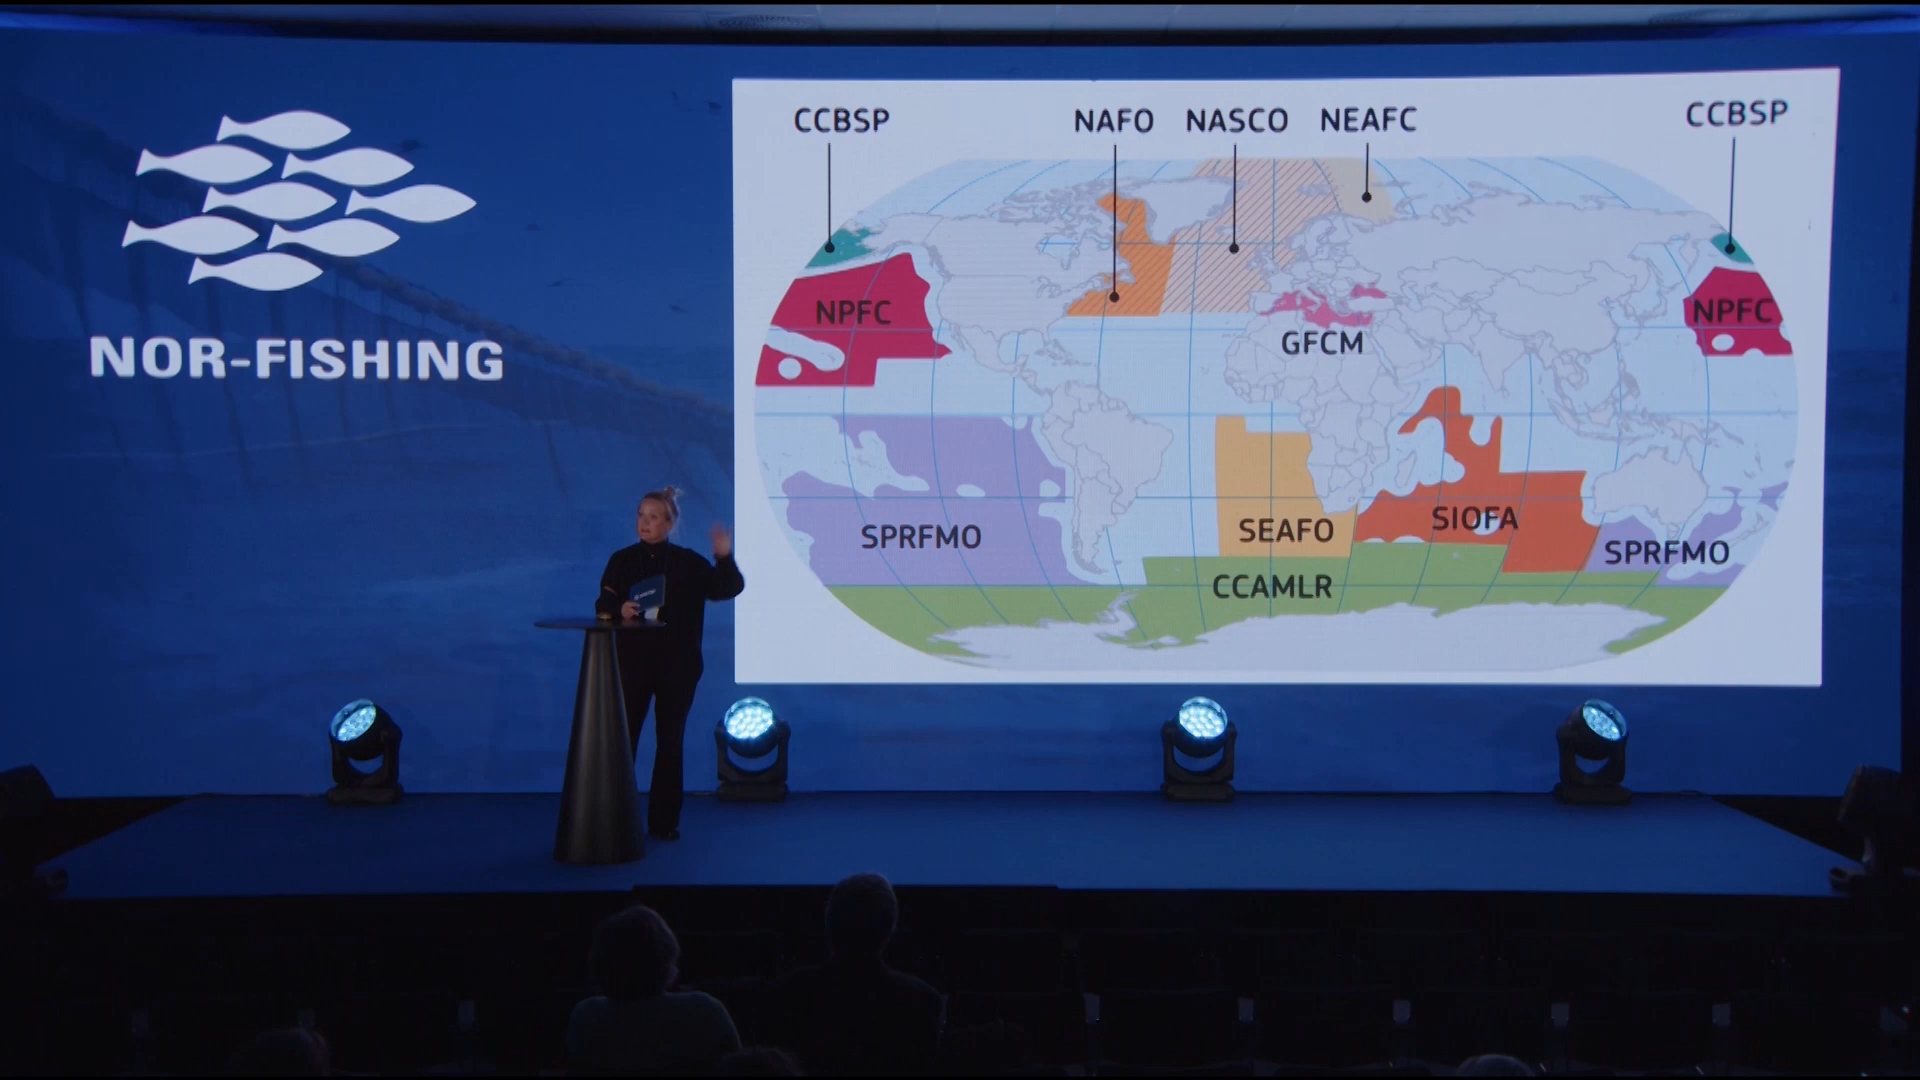 NOR-FISHING
CCBSP
NAFO
NASCO
NEAFC
CCBSP
NPFC
NPFC
GFCM
SPRFMO
SEAFO
SIOFA
SPRFMO
CCAMLR